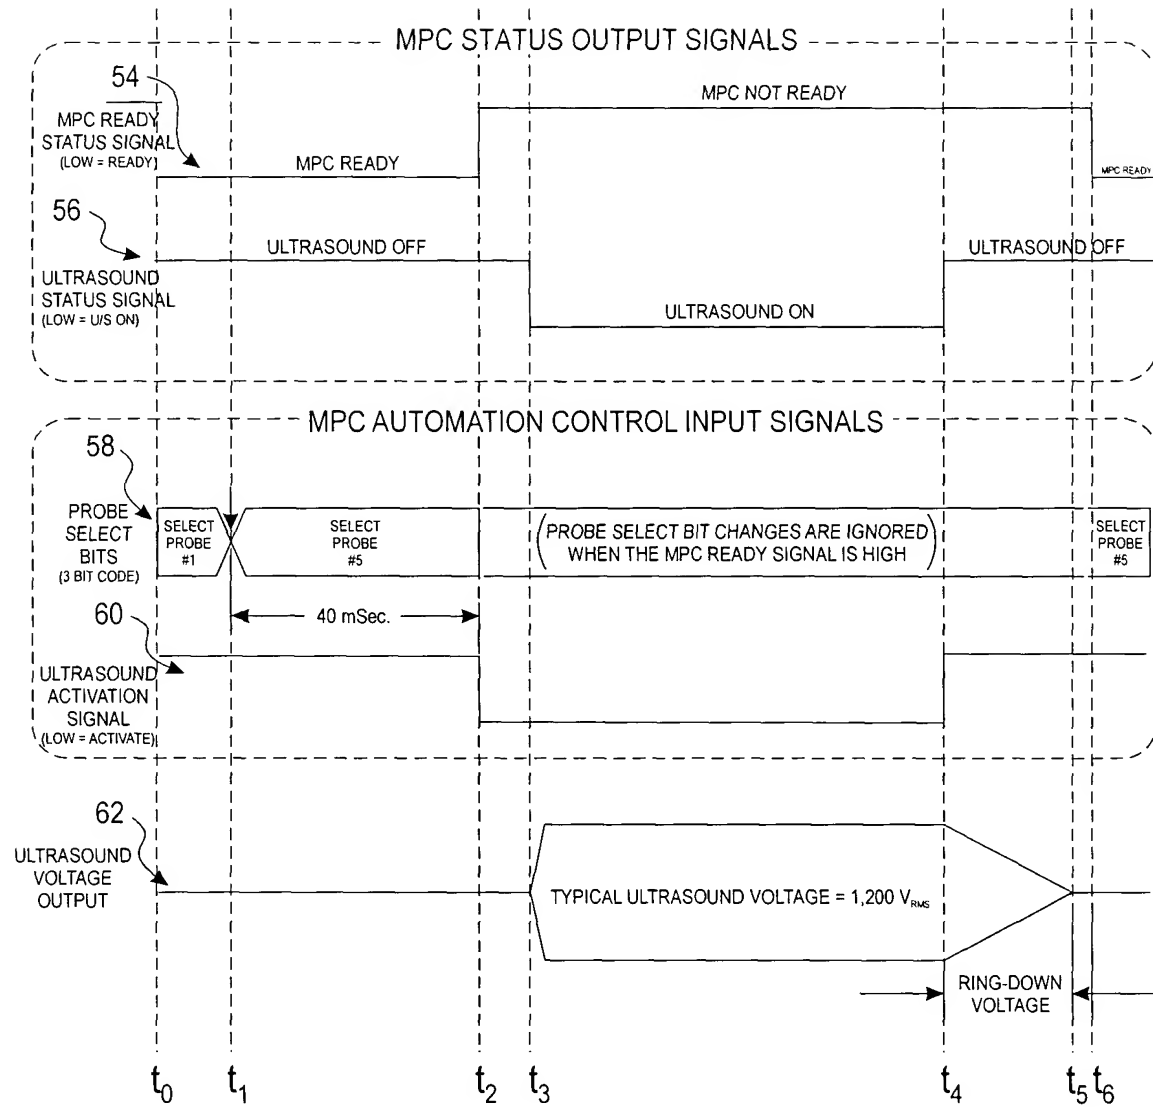 MPC STATUS OUTPUT SIGNALS
54
MPC NOT READY
MPC READY
STATUS SIGNAL
(LOW = READY)
MPC READY
MPC READY
56
ULTRASOUND OFF
ULTRASOUND OFF
ULTRASOUND
STATUS SIGNAL
(LOW = U/S ON)
ULTRASOUND ON
MPC AUTOMATION CONTROL INPUT SIGNALS
58
PROBE
SELECT
BITS
(3 BIT CODE)
SELECT
PROBE
#1
SELECT
PROBE
#5
(PROBE SELECT BIT CHANGES ARE IGNORED
WHEN THE MPC READY SIGNAL IS HIGH)
SELECT
PROBE
#5
40 mSec.
60
ULTRASOUND
ACTIVATION
SIGNAL
(LOW = ACTIVATE)
62
ULTRASOUND
VOLTAGE
OUTPUT
TYPICAL ULTRASOUND VOLTAGE = 1,200 VRMS
RING-DOWN
VOLTAGE
t0 t1 t2 t3 t4 t5 t6